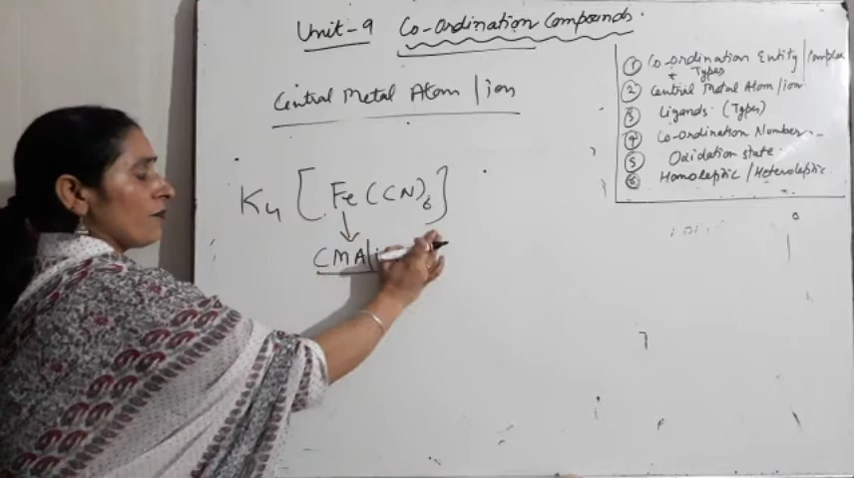 Unit-9 Co-Ordination Compounds.
Central Metal Atom/ion
K4[Fe(CN)6]
↓
CMA/
① Co-ordination Entity/Complex
+ Types
② Central Metal Atom/ion
③ Ligands (Types)
④ Co-ordination Number
⑤ Oxidation state
⑥ Homoleptic/Heteroleptic